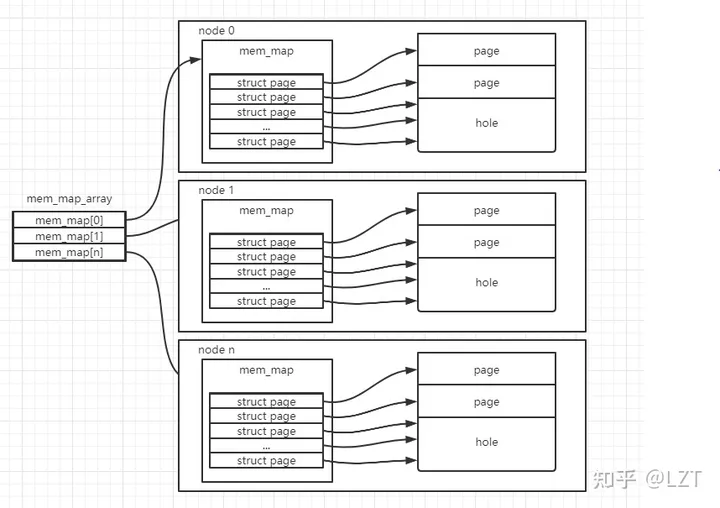 node 0
mem_map
struct page
struct page
struct page
...
struct page
page
page
hole
mem_map_array
mem_map[0]
mem_map[1]
mem_map[n]
node 1
mem_map
struct page
struct page
struct page
...
struct page
page
page
hole
node n
mem_map
struct page
struct page
struct page
...
struct page
page
page
hole
知乎 @LZT